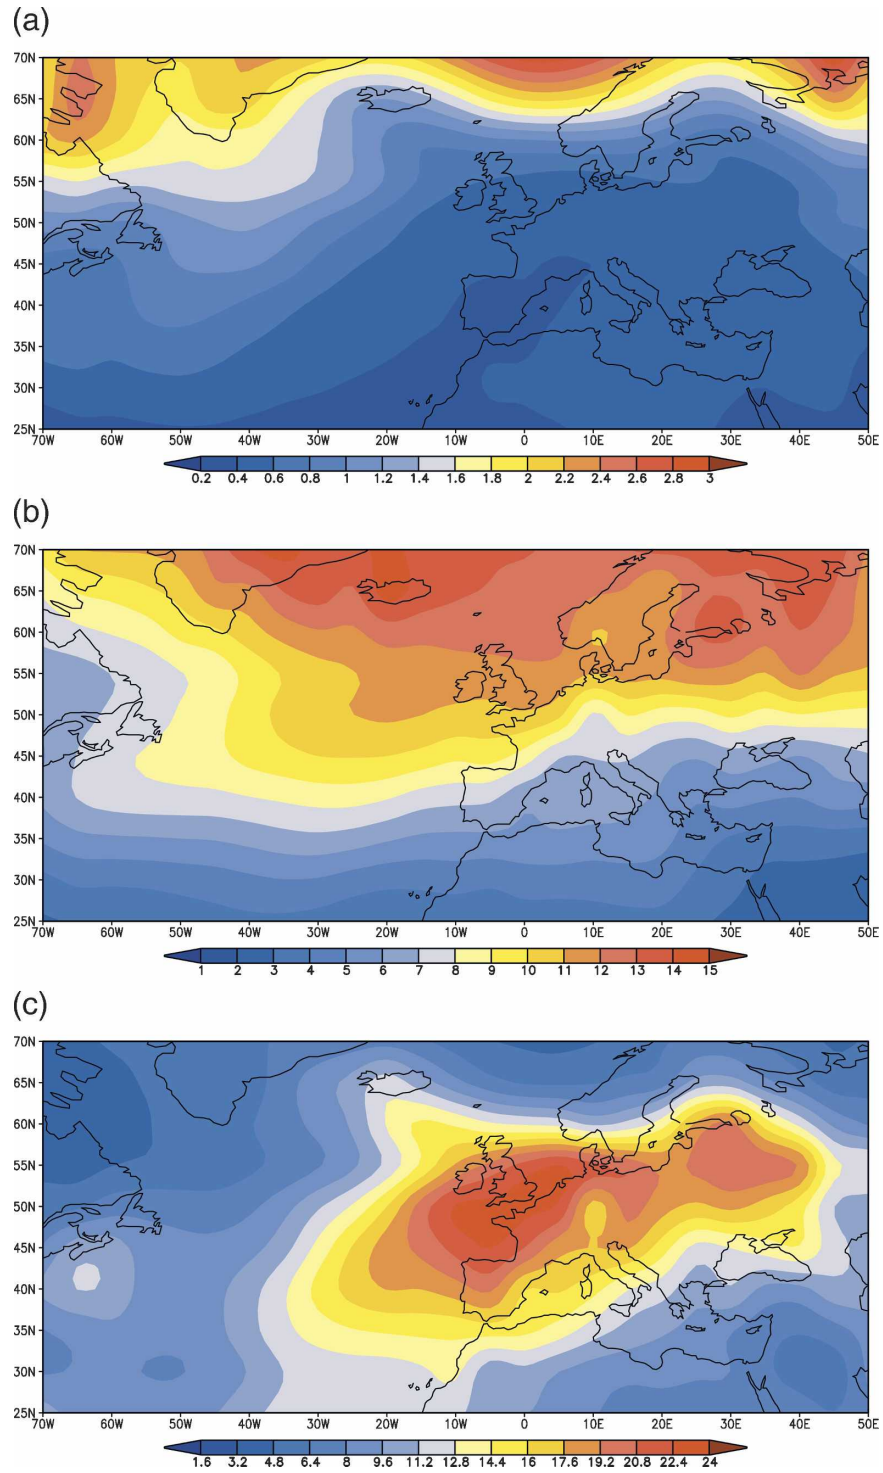 (a)
70N
65N
60N
55N
50N
45N
40N
35N
30N
25N
70W 60W 50W 40W 30W 20W 10W 0 10E 20E 30E 40E 50E
0.2 0.4 0.6 0.8 1 1.2 1.4 1.6 1.8 2 2.2 2.4 2.6 2.8 3
(b)
70N
65N
60N
55N
50N
45N
40N
35N
30N
25N
70W 60W 50W 40W 30W 20W 10W 0 10E 20E 30E 40E 50E
1 2 3 4 5 6 7 8 9 10 11 12 13 14 15
(c)
70N
65N
60N
55N
50N
45N
40N
35N
30N
25N
70W 60W 50W 40W 30W 20W 10W 0 10E 20E 30E 40E 50E
1.6 3.2 4.8 6.4 8 9.6 11.2 12.8 14.4 16 17.6 19.2 20.8 22.4 24